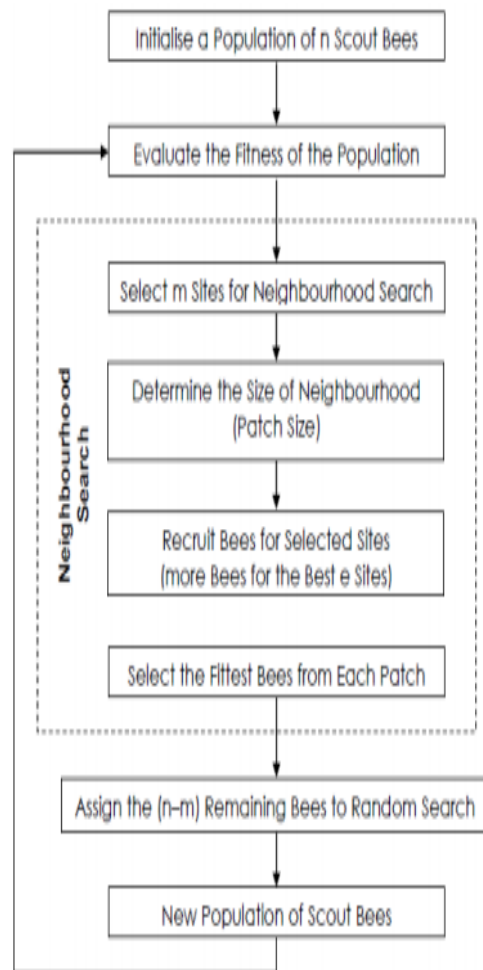 Initialise a Population of n Scout Bees
Evaluate the Fitness of the Population
Neighbourhood
Search
Select m Sites for Neighbourhood Search
Determine the Size of Neighbourhood
(Patch Size)
Recruit Bees for Selected Sites
(more Bees for the Best e Sites)
Select the Fittest Bees from Each Patch
Assign the (n–m) Remaining Bees to Random Search
New Population of Scout Bees